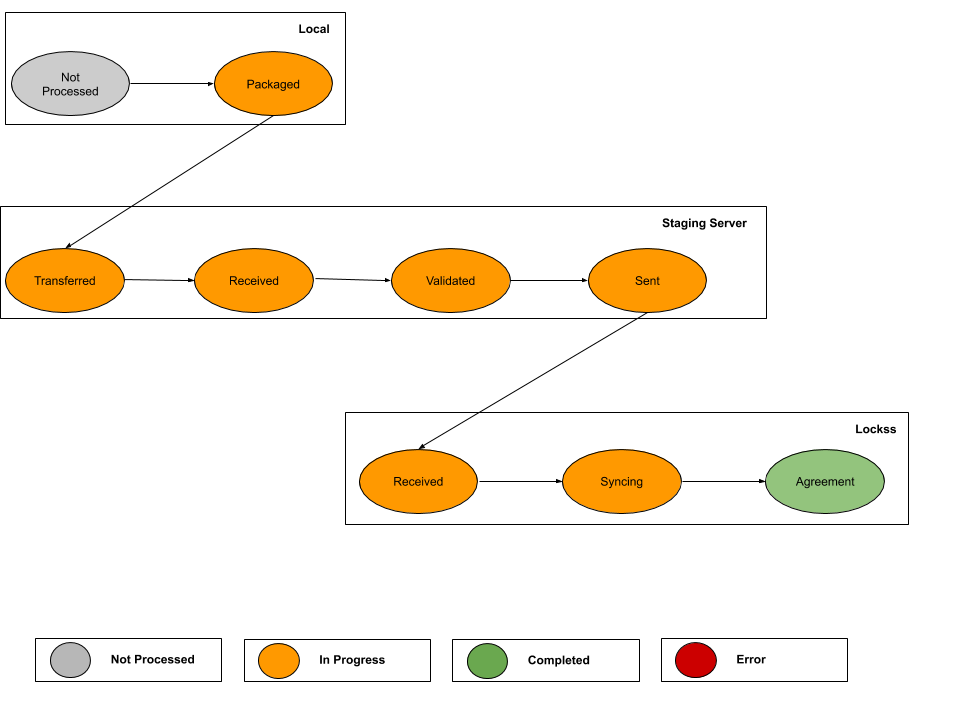 Local
Not
Processed
Packaged
Staging Server
Transferred
Received
Validated
Sent
Lockss
Received
Syncing
Agreement
Not Processed
In Progress
Completed
Error